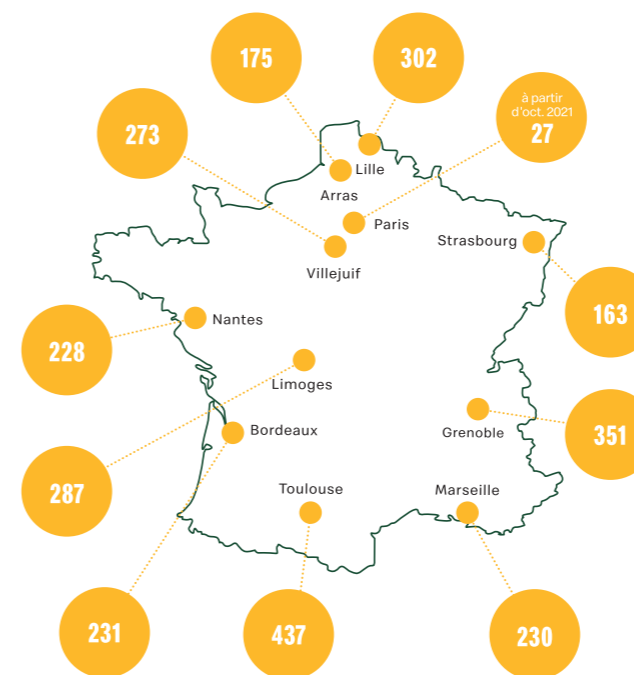 175
302
à partir
d'oct. 2021
27
273
Lille
Arras
Paris
Strasbourg
Villejuif
163
Nantes
228
Limoges
Bordeaux
Grenoble
351
287
Toulouse
Marseille
231
437
230